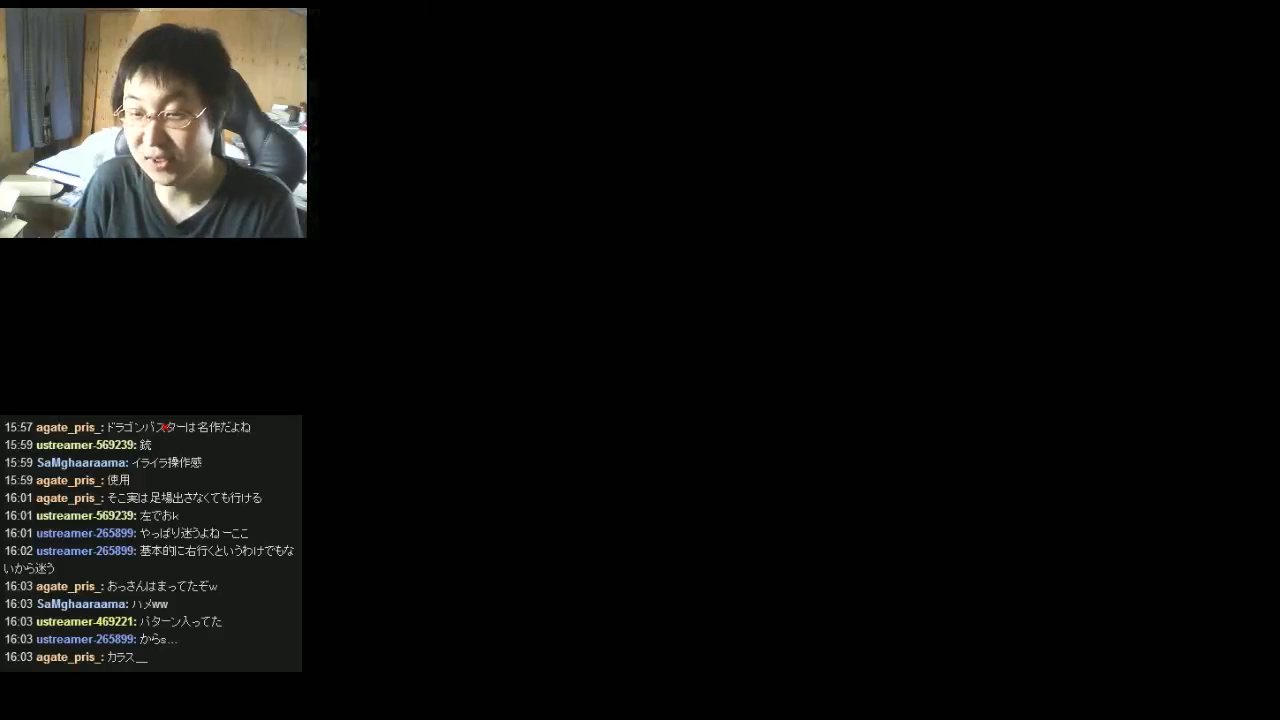 15:57 agate_pris_: ドラゴンバスターは名作だよね
15:59 ustreamer-569239: 銃
15:59 SaMghaaraama: イライラ操作感
15:59 agate_pris_: 使用
16:01 agate_pris_: そこ実は足場出さなくても行ける
16:01 ustreamer-569239: 左でおk
16:01 ustreamer-265899: やっぱり迷うよねーここ
16:02 ustreamer-265899: 基本的に右行くというわけでもな
いから迷う
16:03 agate_pris_: おっさんはまってたぞw
16:03 SaMghaaraama: ハメww
16:03 ustreamer-469221: パターン入ってた
16:03 ustreamer-265899: からs...
16:03 agate_pris_: カラス__